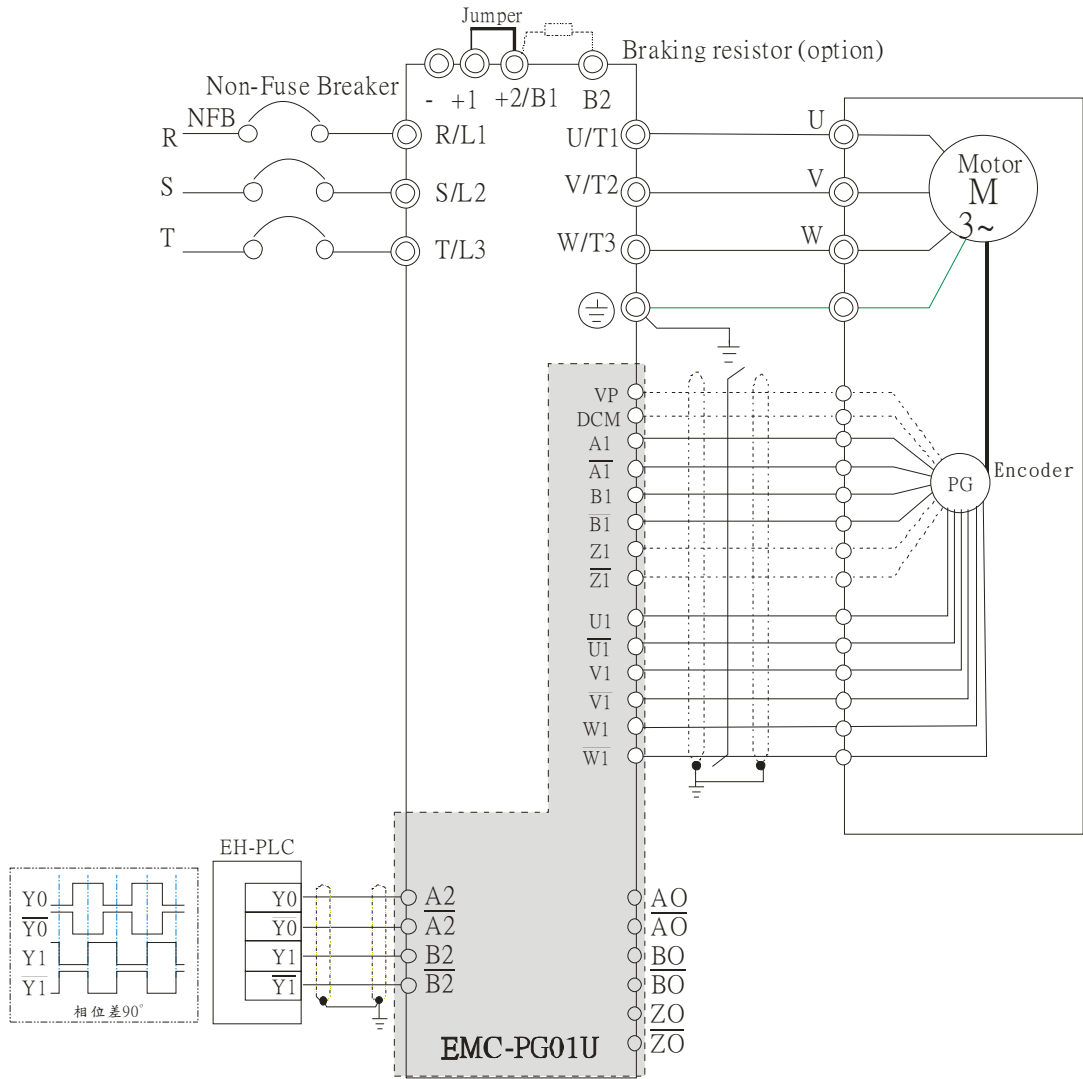 Jumper
Braking resistor (option)
Non-Fuse Breaker
- +1 +2/B1 B2
NFB
R R/L1 U/T1 U
S S/L2 V/T2 V
T T/L3 W/T3 W
Motor
M
3~
VP
DCM
A1
A1̅
B1
B1̅
Z1
Z1̅
U1
U1̅
V1
V1̅
W1
W1̅
PG
Encoder
EH-PLC
Y0
Y0̅
Y1
Y1̅
相位差90°
Y0 A2 AO
Y0̅ A2̅ AO̅
Y1 B2 BO
Y1̅ B2̅ BO̅
ZO
ZO̅
EMC-PG01U